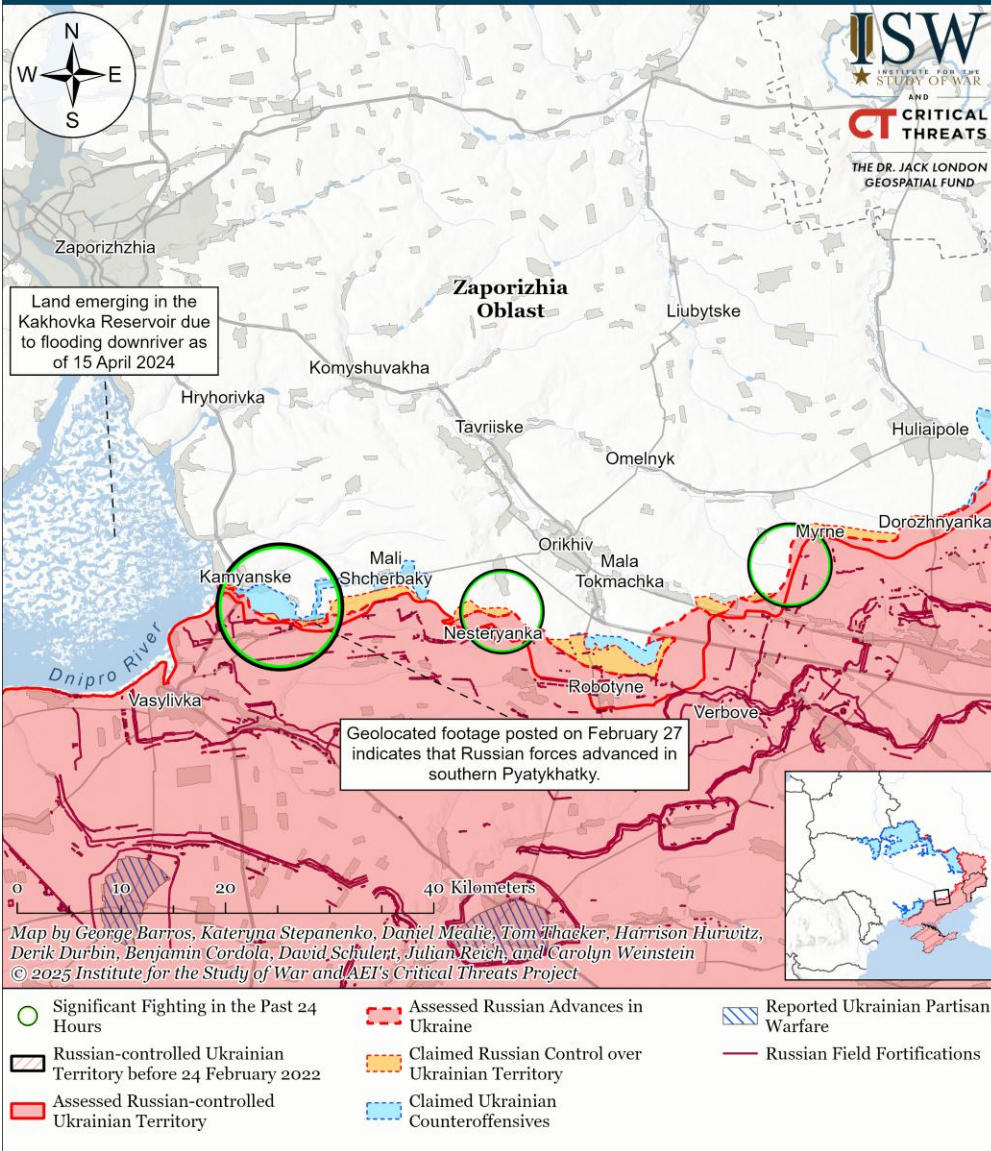 N
W
E
S
ISW
INSTITUTE FOR THE
STUDY OF WAR
AND
CT CRITICAL
THREATS
THE DR. JACK LONDON
GEOSPATIAL FUND
Zaporizhzhia
Land emerging in the
Kakhovka Reservoir due
to flooding downriver as
of 15 April 2024
Zaporizhia
Oblast
Liubytske
Komyshuvakha
Hryhorivka
Tavriiske
Huliaipole
Omelnyk
Dorozhnyanka
Myrne
Orikhiv
Mali
Shcherbaky
Mala
Tokmachka
Kamyanske
Nesteryanka
Dnipro River
Robotyne
Vasylivka
Verbove
Geolocated footage posted on February 27
indicates that Russian forces advanced in
southern Pyatykhatky.
0 10 20 40 Kilometers
Map by George Barros, Kateryna Stepanenko, Daniel Mealie, Tom Thacker, Harrison Hurwitz,
Derik Durbin, Benjamin Cordola, David Schulert, Julian Reich, and Carolyn Weinstein
© 2025 Institute for the Study of War and AEI's Critical Threats Project
Significant Fighting in the Past 24
Hours
Russian-controlled Ukrainian
Territory before 24 February 2022
Assessed Russian-controlled
Ukrainian Territory
Assessed Russian Advances in
Ukraine
Claimed Russian Control over
Ukrainian Territory
Claimed Ukrainian
Counteroffensives
Reported Ukrainian Partisan
Warfare
Russian Field Fortifications